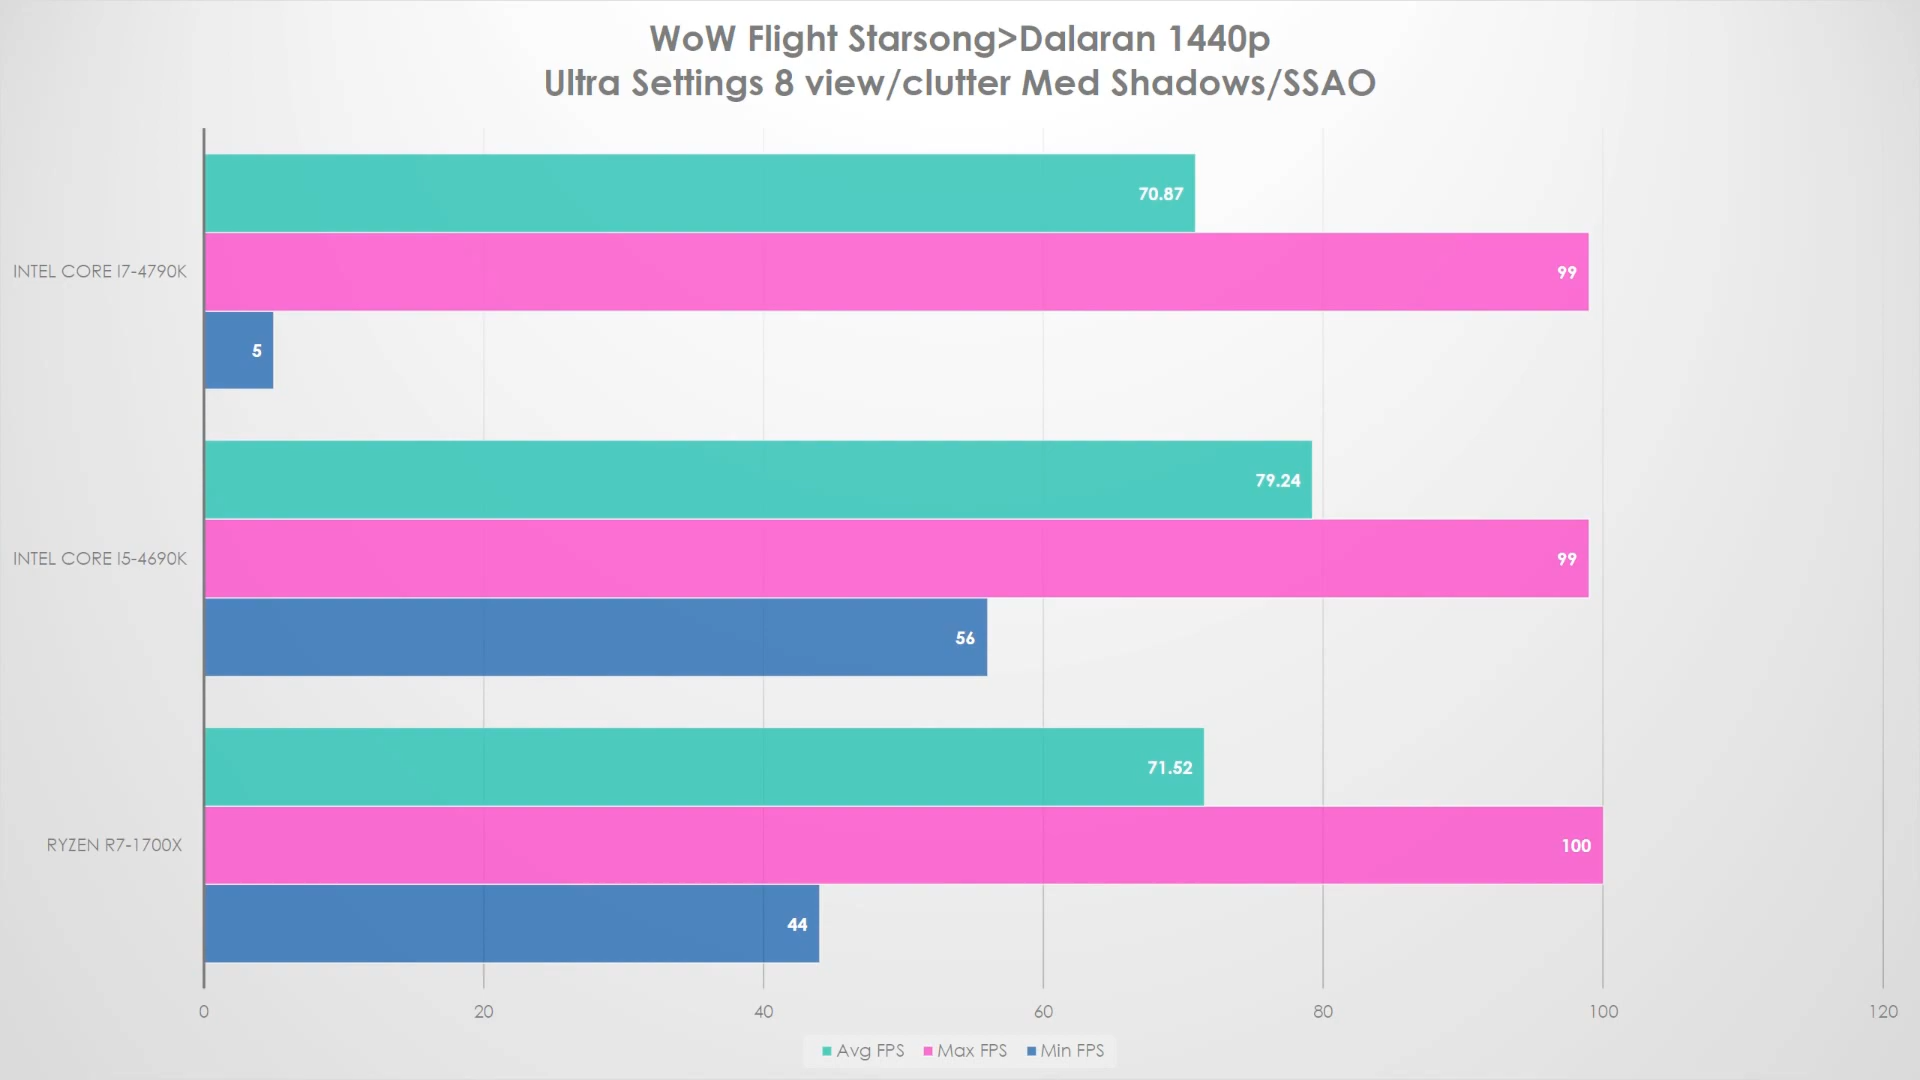 WoW Flight Starsong>Dalaran 1440p
Ultra Settings 8 view/clutter Med Shadows/SSAO
INTEL CORE I7-4790K
70.87
99
5
INTEL CORE I5-4690K
79.24
99
56
RYZEN R7-1700X
71.52
100
44
0 20 40 60 80 100 120
Avg FPS Max FPS Min FPS